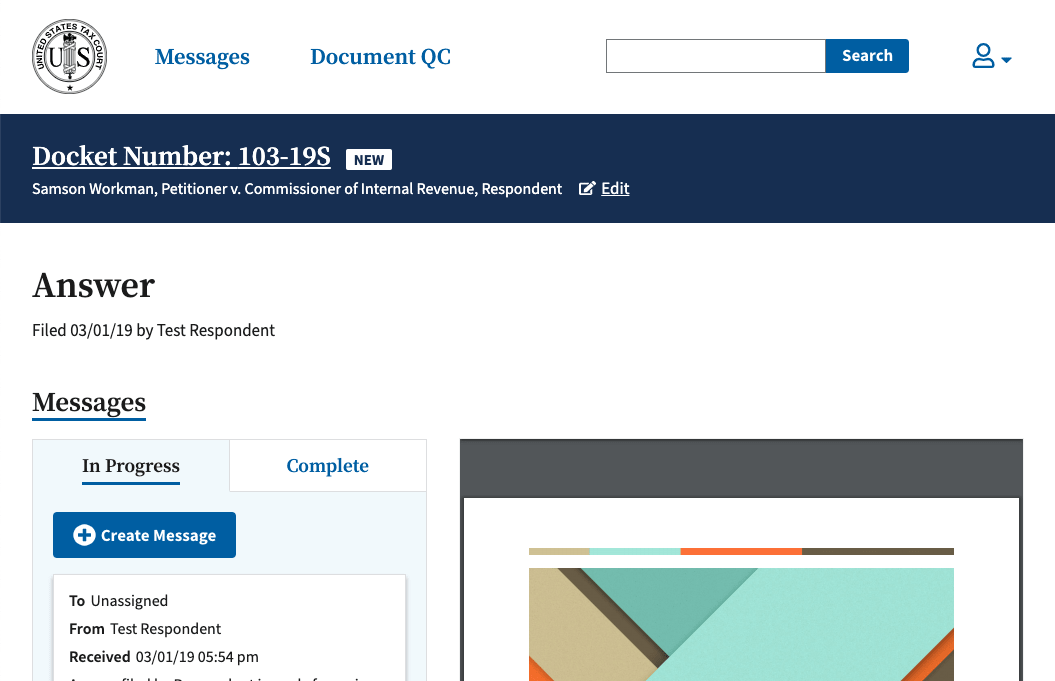 UNITED STATES TAX COURT
US
Messages
Document QC
Search
Docket Number: 103-19S
NEW
Samson Workman, Petitioner v. Commissioner of Internal Revenue, Respondent
Edit
Answer
Filed 03/01/19 by Test Respondent
Messages
In Progress
Complete
Create Message
To Unassigned
From Test Respondent
Received 03/01/19 05:54 pm